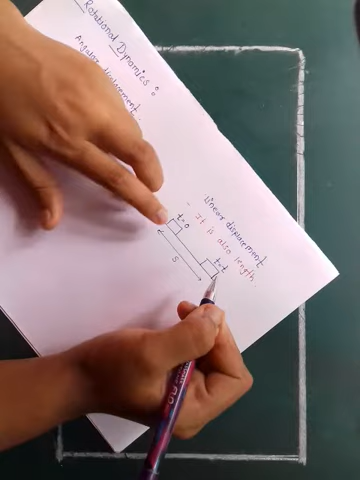 Rotational Dynamics :
Angular displacement
linear displacement
- It is also length.
t=0
t=t
S